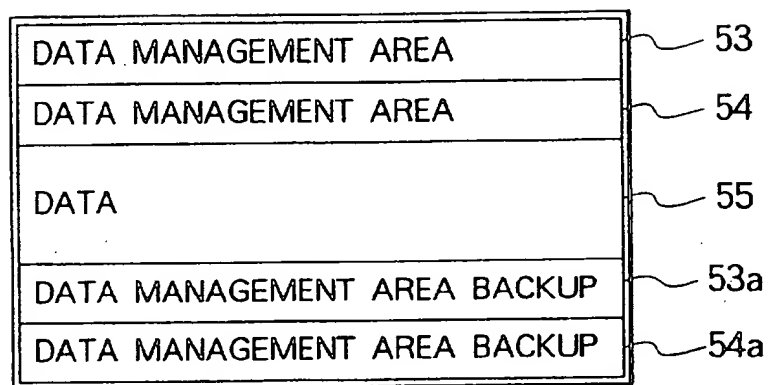 DATA MANAGEMENT AREA 53
DATA MANAGEMENT AREA 54
DATA 55
DATA MANAGEMENT AREA BACKUP 53a
DATA MANAGEMENT AREA BACKUP 54a